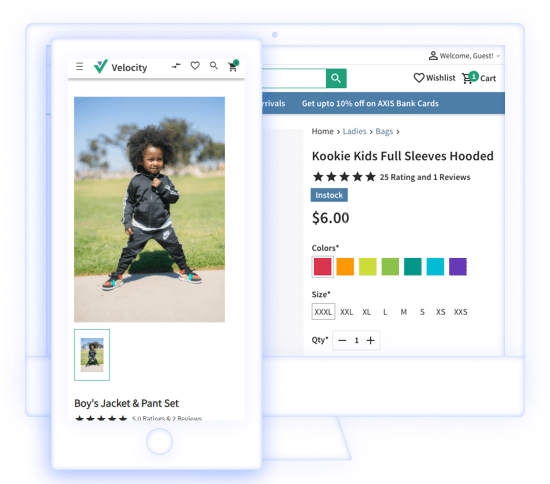 Velocity
Boy's Jacket & Pant Set
5.0 Ratings & 2 Reviews
Welcome, Guest!
Wishlist
1
Cart
Get upto 10% off on AXIS Bank Cards
Home > Ladies > Bags >
Kookie Kids Full Sleeves Hooded
25 Rating and 1 Reviews
Instock
$6.00
Colors*
Size*
XXXL XXL XL L M S XS XXS
Qty* − 1 +